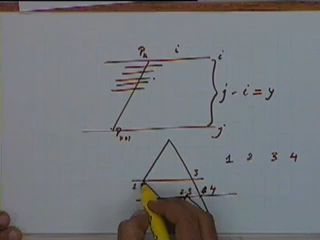 Pk i i
j - i = y
Pk+1 j
1 2 3 4
3
1 2,3 4